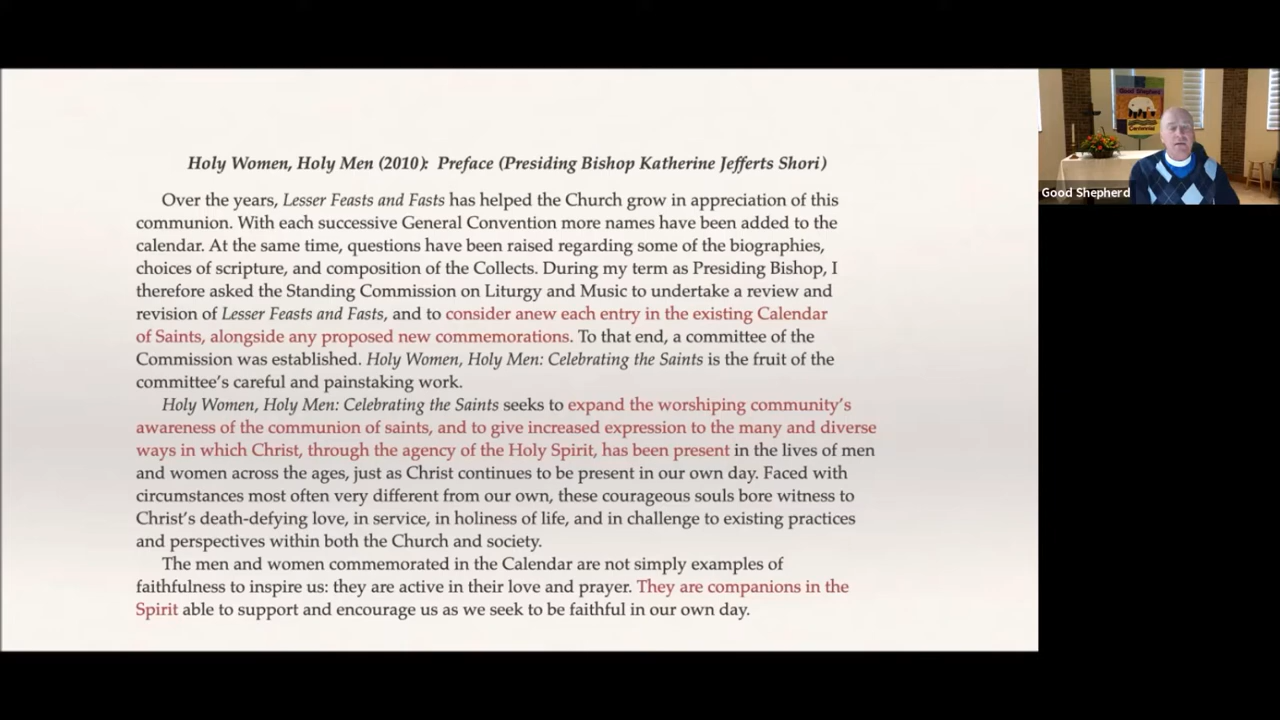 Holy Women, Holy Men (2010):  Preface (Presiding Bishop Katherine Jefferts Shori)
Over the years, Lesser Feasts and Fasts has helped the Church grow in appreciation of this
communion. With each successive General Convention more names have been added to the
calendar. At the same time, questions have been raised regarding some of the biographies,
choices of scripture, and composition of the Collects. During my term as Presiding Bishop, I
therefore asked the Standing Commission on Liturgy and Music to undertake a review and
revision of Lesser Feasts and Fasts, and to consider anew each entry in the existing Calendar
of Saints, alongside any proposed new commemorations. To that end, a committee of the
Commission was established. Holy Women, Holy Men: Celebrating the Saints is the fruit of the
committee's careful and painstaking work.
Holy Women, Holy Men: Celebrating the Saints seeks to expand the worshiping community's
awareness of the communion of saints, and to give increased expression to the many and diverse
ways in which Christ, through the agency of the Holy Spirit, has been present in the lives of men
and women across the ages, just as Christ continues to be present in our own day. Faced with
circumstances most often very different from our own, these courageous souls bore witness to
Christ's death-defying love, in service, in holiness of life, and in challenge to existing practices
and perspectives within both the Church and society.
The men and women commemorated in the Calendar are not simply examples of
faithfulness to inspire us: they are active in their love and prayer. They are companions in the
Spirit able to support and encourage us as we seek to be faithful in our own day.
Good Shepherd
Centennial
Good Shepherd